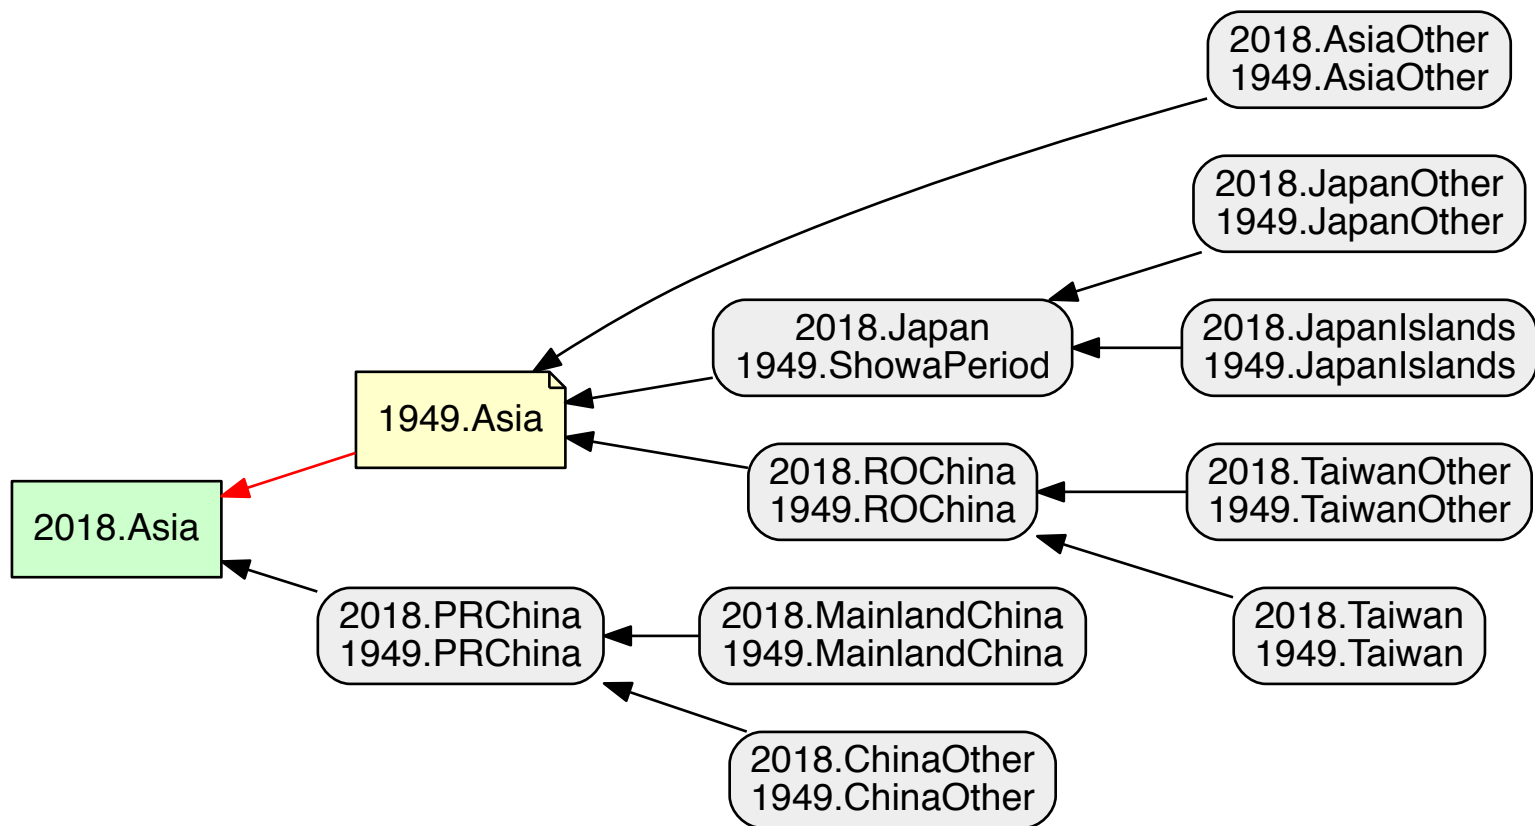 2018.AsiaOther
1949.AsiaOther
2018.JapanOther
1949.JapanOther
2018.Japan
1949.ShowaPeriod
2018.JapanIslands
1949.JapanIslands
1949.Asia
2018.ROChina
1949.ROChina
2018.TaiwanOther
1949.TaiwanOther
2018.Asia
2018.PRChina
1949.PRChina
2018.MainlandChina
1949.MainlandChina
2018.Taiwan
1949.Taiwan
2018.ChinaOther
1949.ChinaOther